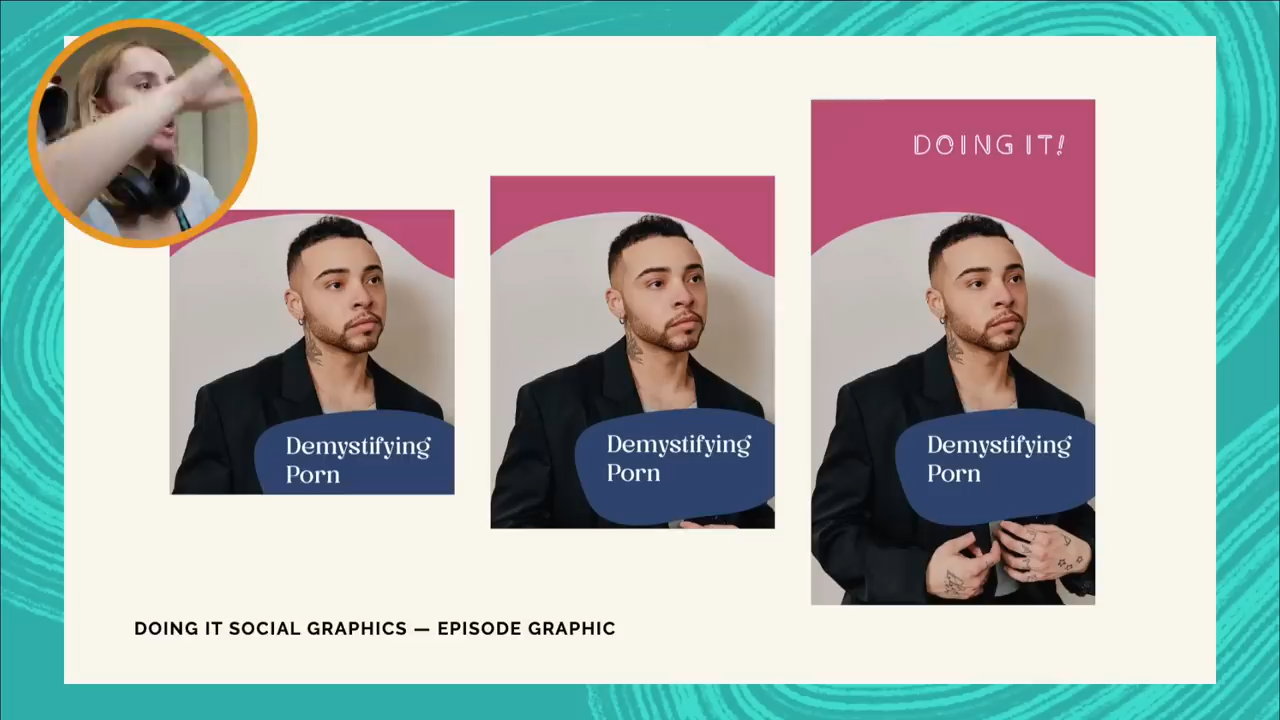 DOING IT!
Demystifying
Porn
Demystifying
Porn
Demystifying
Porn
DOING IT SOCIAL GRAPHICS — EPISODE GRAPHIC